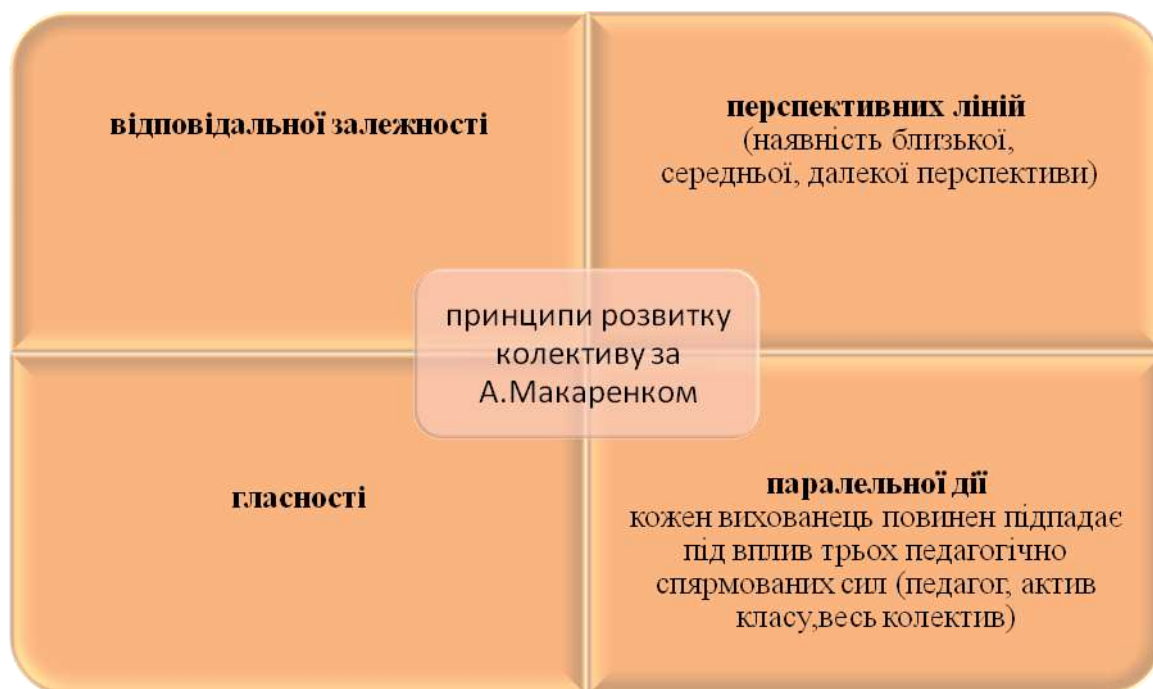 відповідальної залежності
перспективних ліній
(наявність близької,
середньої, далекої перспективи)
принципи розвитку
колективу за
А.Макаренком
гласності
паралельної дії
кожен вихованець повинен підпадає
під вплив трьох педагогічно
спярмованих сил (педагог, актив
класу,весь колектив)